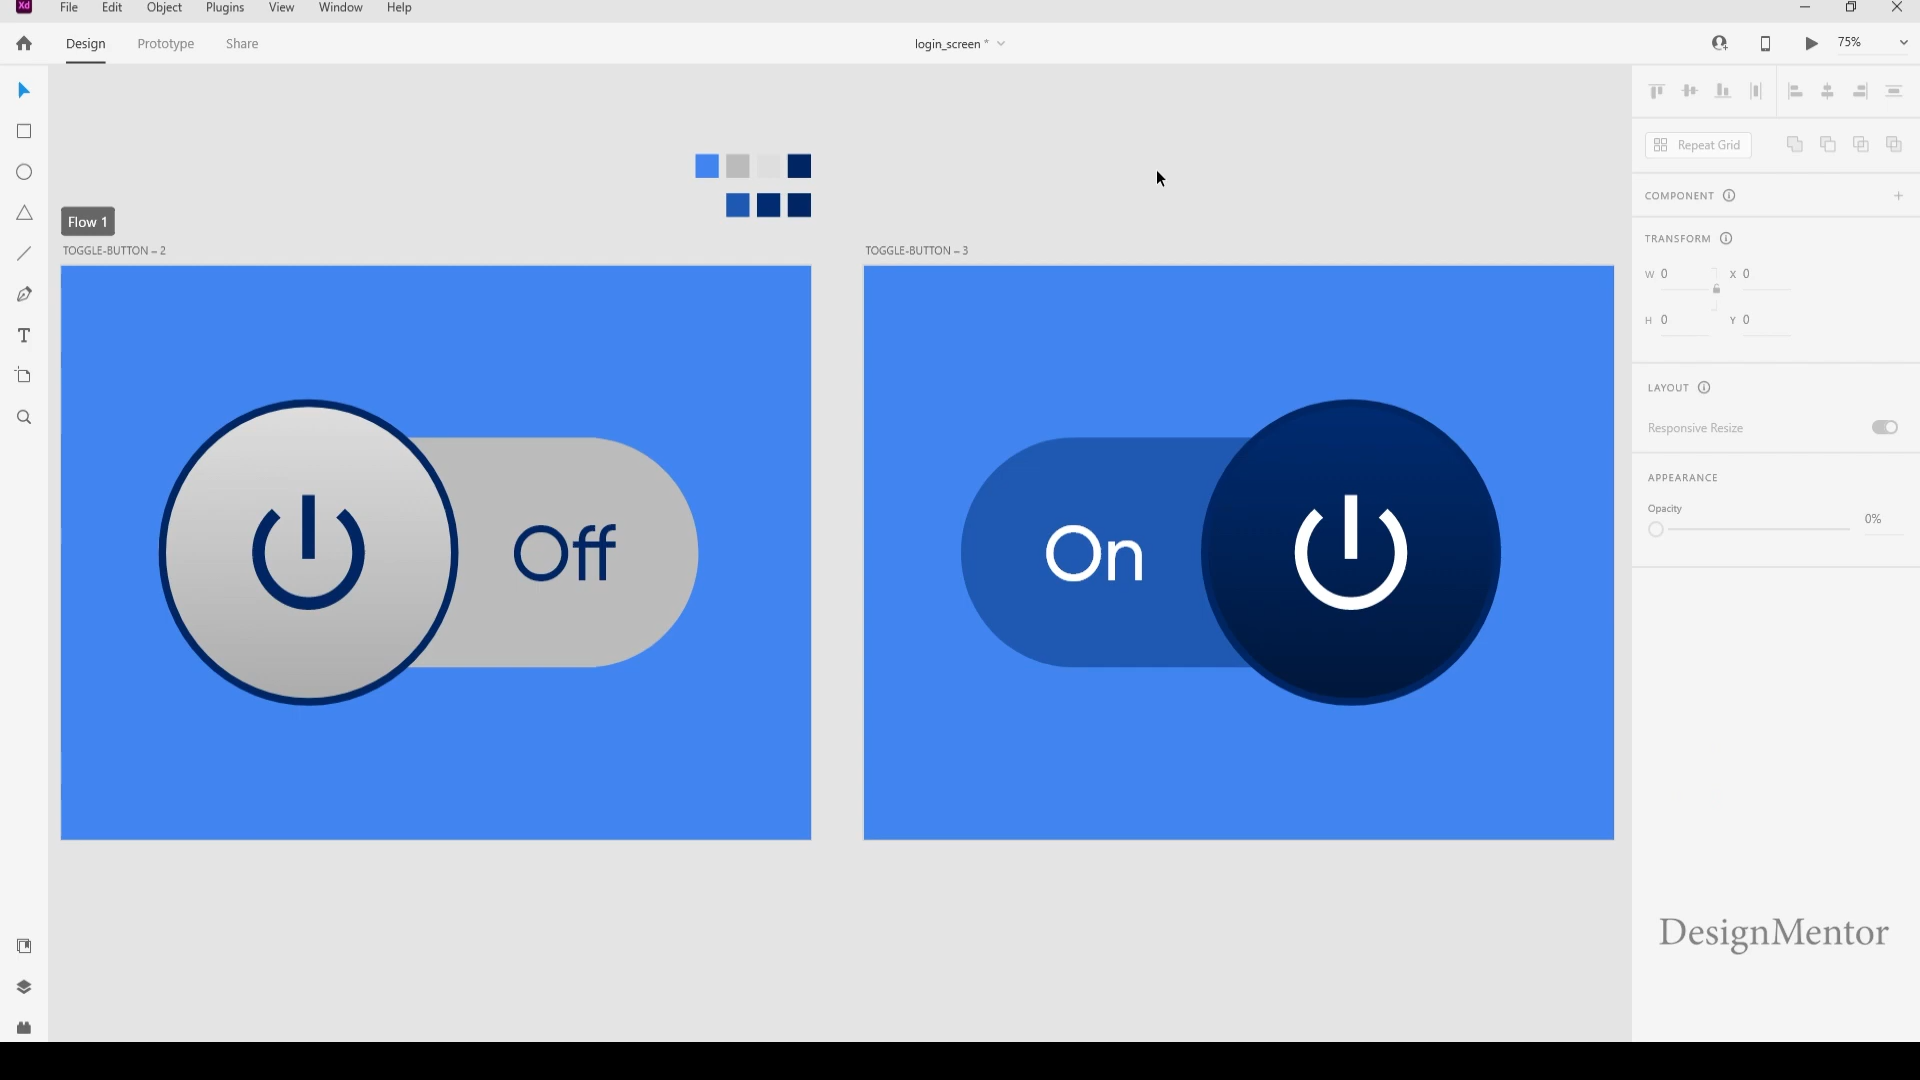 Xd File Edit Object Plugins View Window Help
Design Prototype Share login_screen * 75%
Repeat Grid
COMPONENT
Flow 1
TRANSFORM
TOGGLE-BUTTON – 2 TOGGLE-BUTTON – 3
W 0 X 0
H 0 Y 0
LAYOUT
Responsive Resize
APPEARANCE
Opacity
0%
Off On
DesignMentor